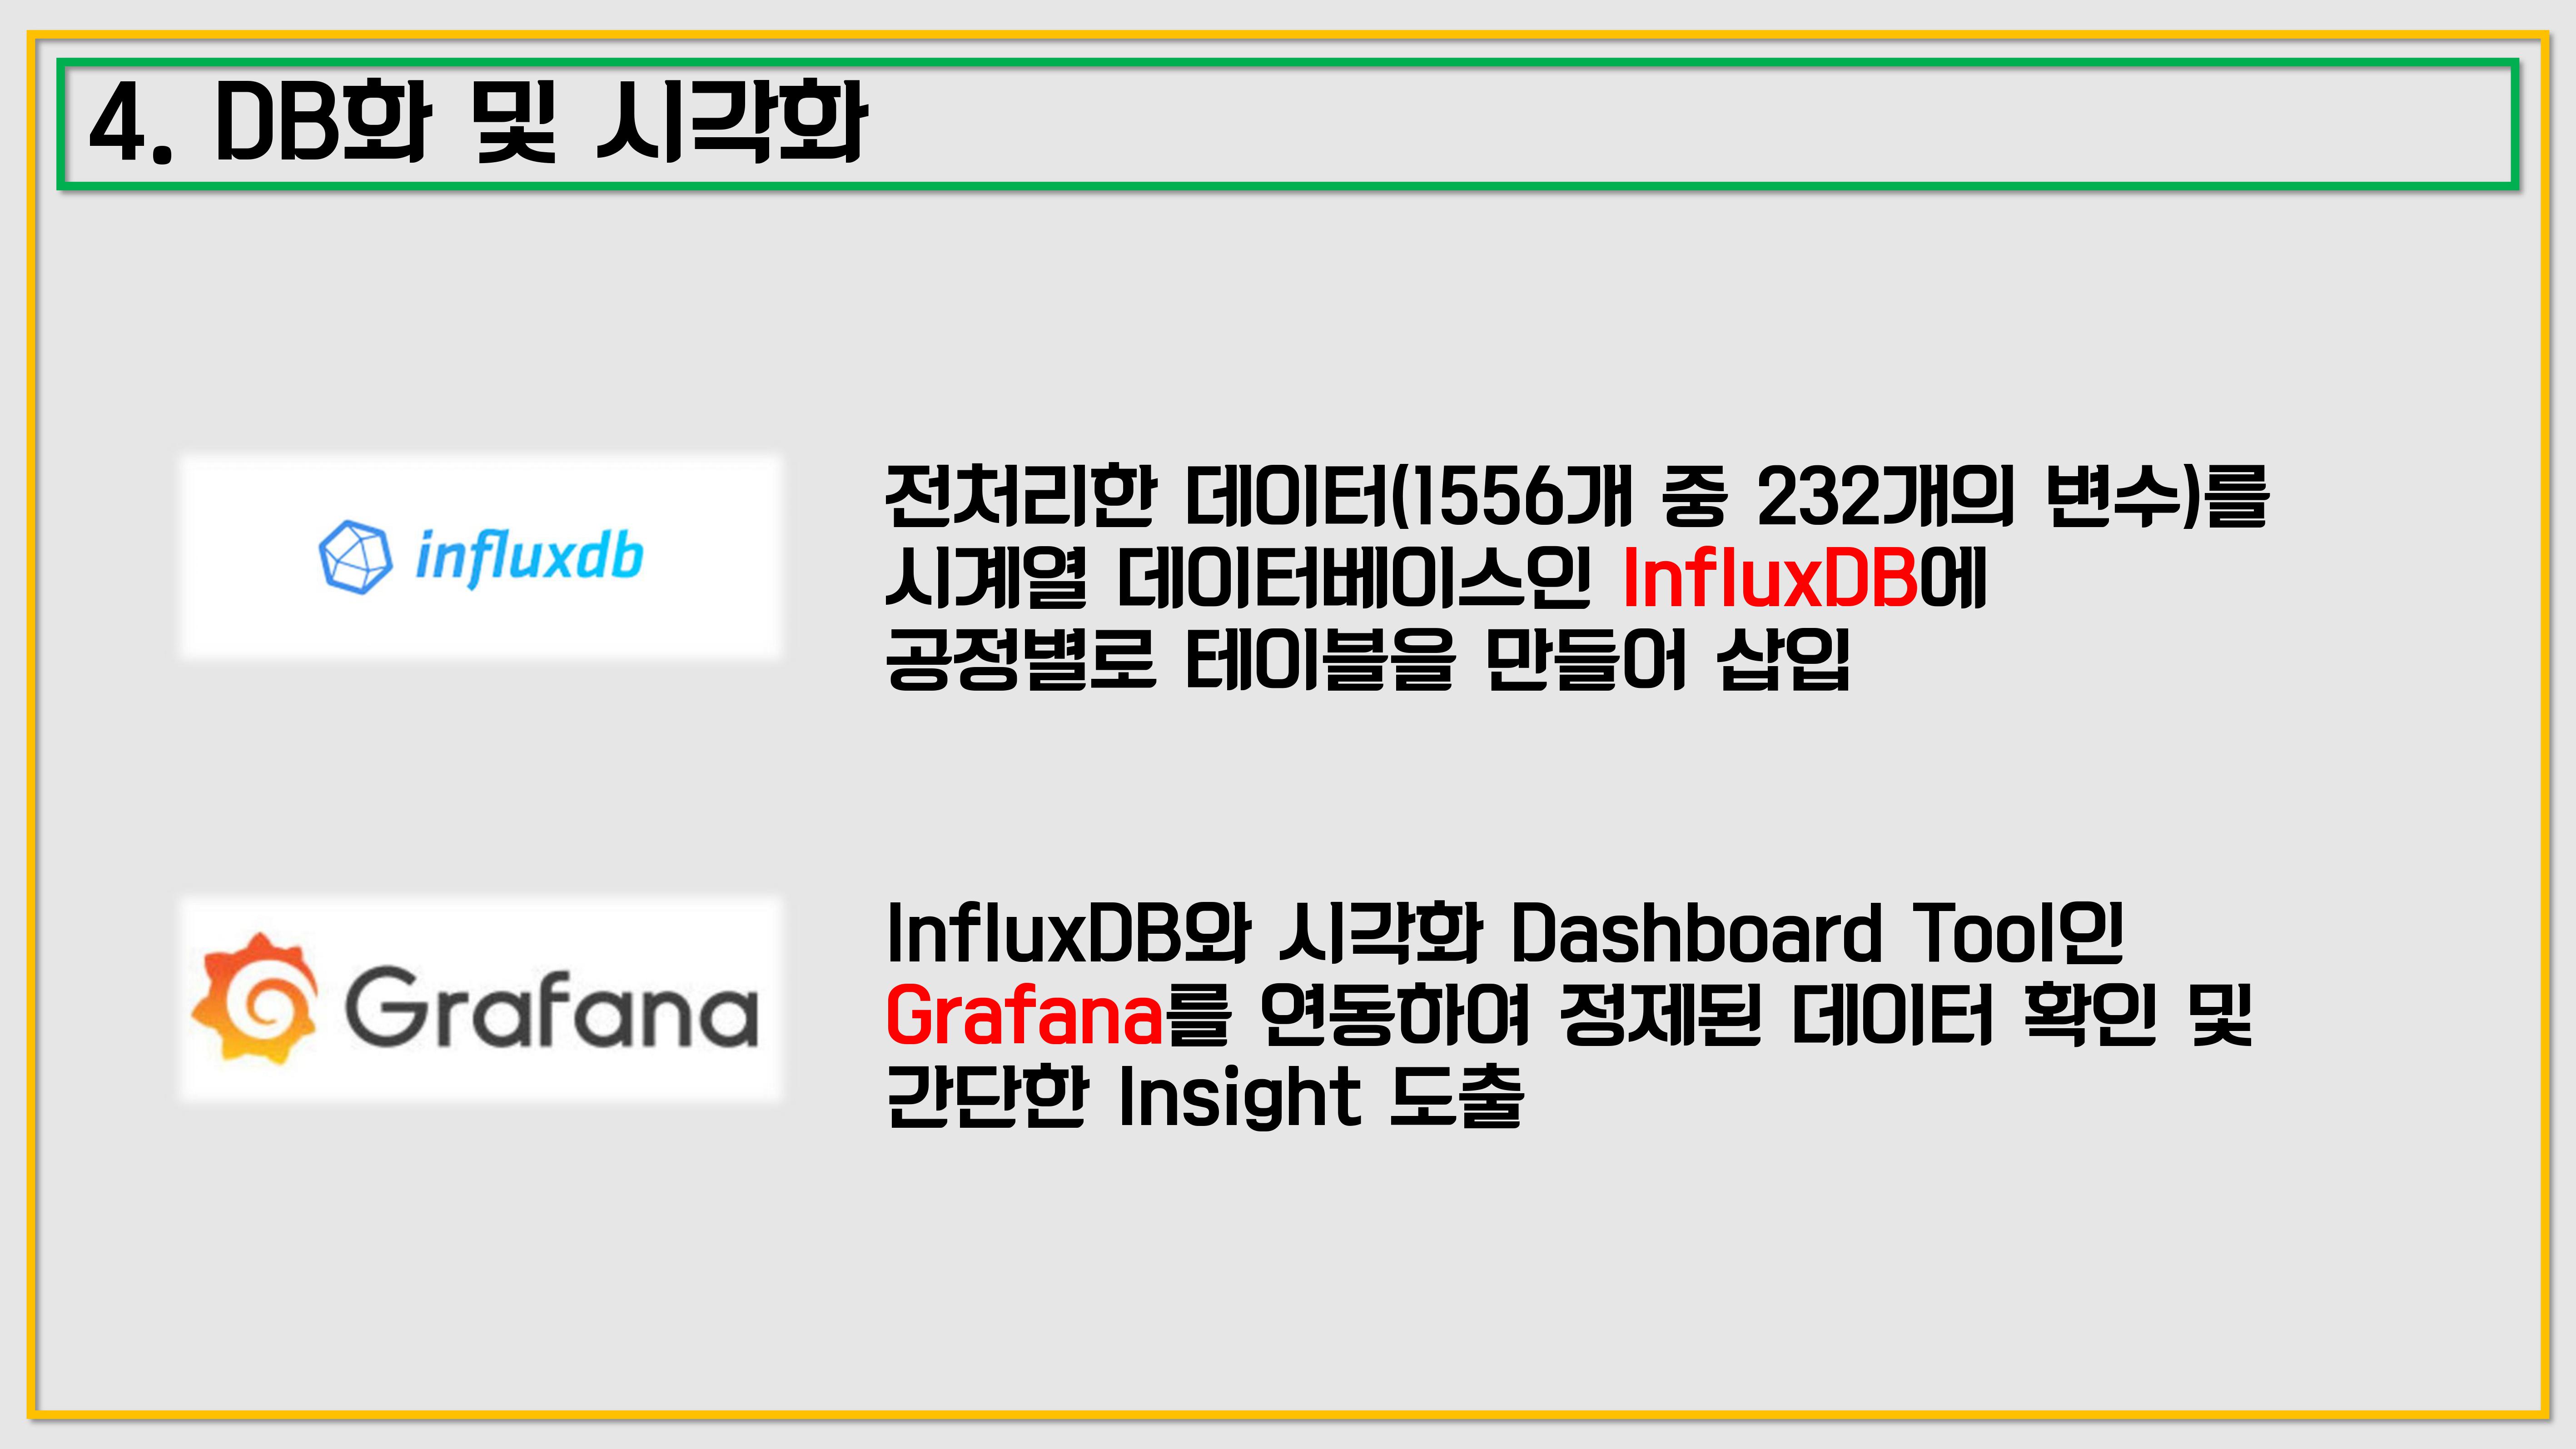 4. DB화 및 시각화
influxdb
전처리한 데이터(1556개 중 232개의 변수)를
시계열 데이터베이스인 InfluxDB에
공정별로 테이블을 만들어 삽입
Grafana
InfluxDB와 시각화 Dashboard Tool인
Grafana를 연동하여 정제된 데이터 확인 및
간단한 Insight 도출